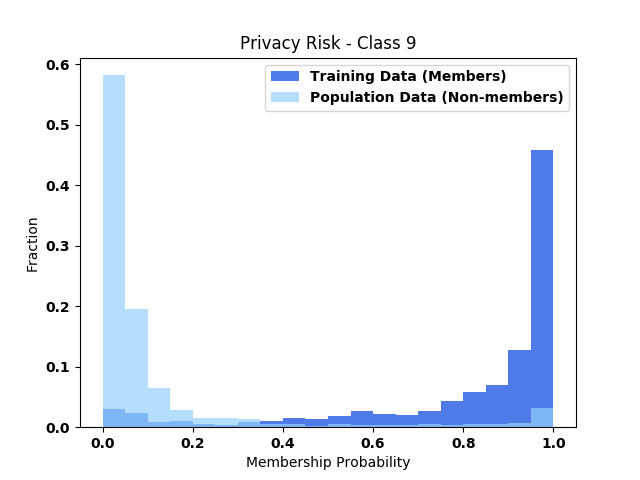 Privacy Risk - Class 9
Training Data (Members)
Population Data (Non-members)
0.6
0.5
0.4
0.3
0.2
0.1
0.0
Fraction
0.0 0.2 0.4 0.6 0.8 1.0
Membership Probability